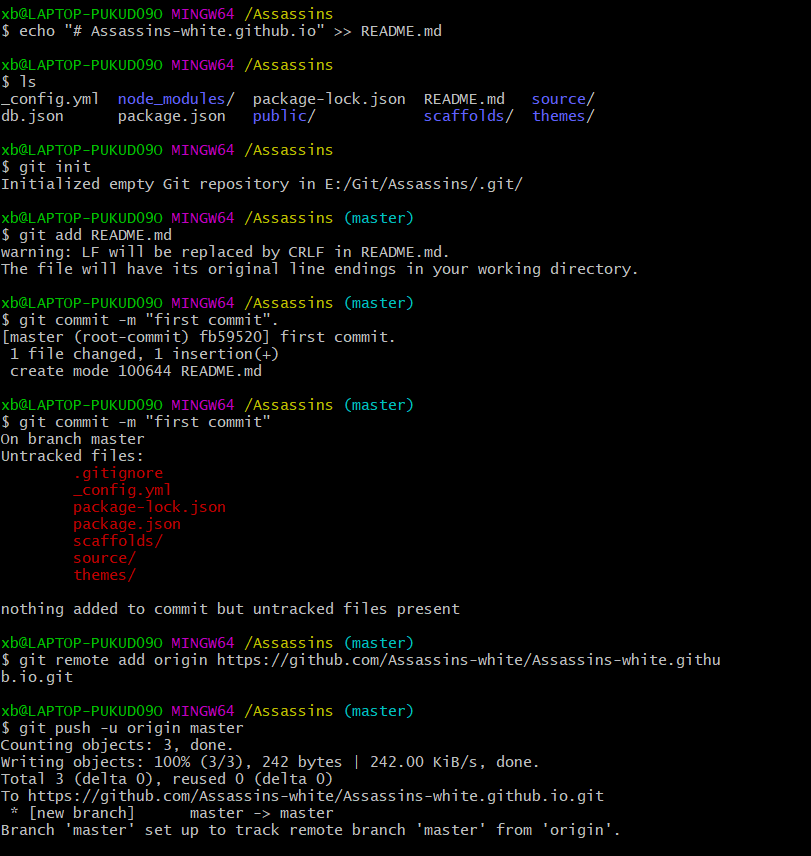 xb@LAPTOP-PUKUD09O MINGW64 /Assassins
$ echo "# Assassins-white.github.io" >> README.md
xb@LAPTOP-PUKUD09O MINGW64 /Assassins
$ ls
_config.yml  node_modules/  package-lock.json  README.md   source/
db.json      package.json   public/            scaffolds/  themes/
xb@LAPTOP-PUKUD09O MINGW64 /Assassins
$ git init
Initialized empty Git repository in E:/Git/Assassins/.git/
xb@LAPTOP-PUKUD09O MINGW64 /Assassins (master)
$ git add README.md
warning: LF will be replaced by CRLF in README.md.
The file will have its original line endings in your working directory.
xb@LAPTOP-PUKUD09O MINGW64 /Assassins (master)
$ git commit -m "first commit".
[master (root-commit) fb59520] first commit.
 1 file changed, 1 insertion(+)
 create mode 100644 README.md
xb@LAPTOP-PUKUD09O MINGW64 /Assassins (master)
$ git commit -m "first commit"
On branch master
Untracked files:
        .gitignore
        _config.yml
        package-lock.json
        package.json
        scaffolds/
        source/
        themes/
nothing added to commit but untracked files present
xb@LAPTOP-PUKUD09O MINGW64 /Assassins (master)
$ git remote add origin https://github.com/Assassins-white/Assassins-white.githu
b.io.git
xb@LAPTOP-PUKUD09O MINGW64 /Assassins (master)
$ git push -u origin master
Counting objects: 3, done.
Writing objects: 100% (3/3), 242 bytes | 242.00 KiB/s, done.
Total 3 (delta 0), reused 0 (delta 0)
To https://github.com/Assassins-white/Assassins-white.github.io.git
 * [new branch]      master -> master
Branch 'master' set up to track remote branch 'master' from 'origin'.